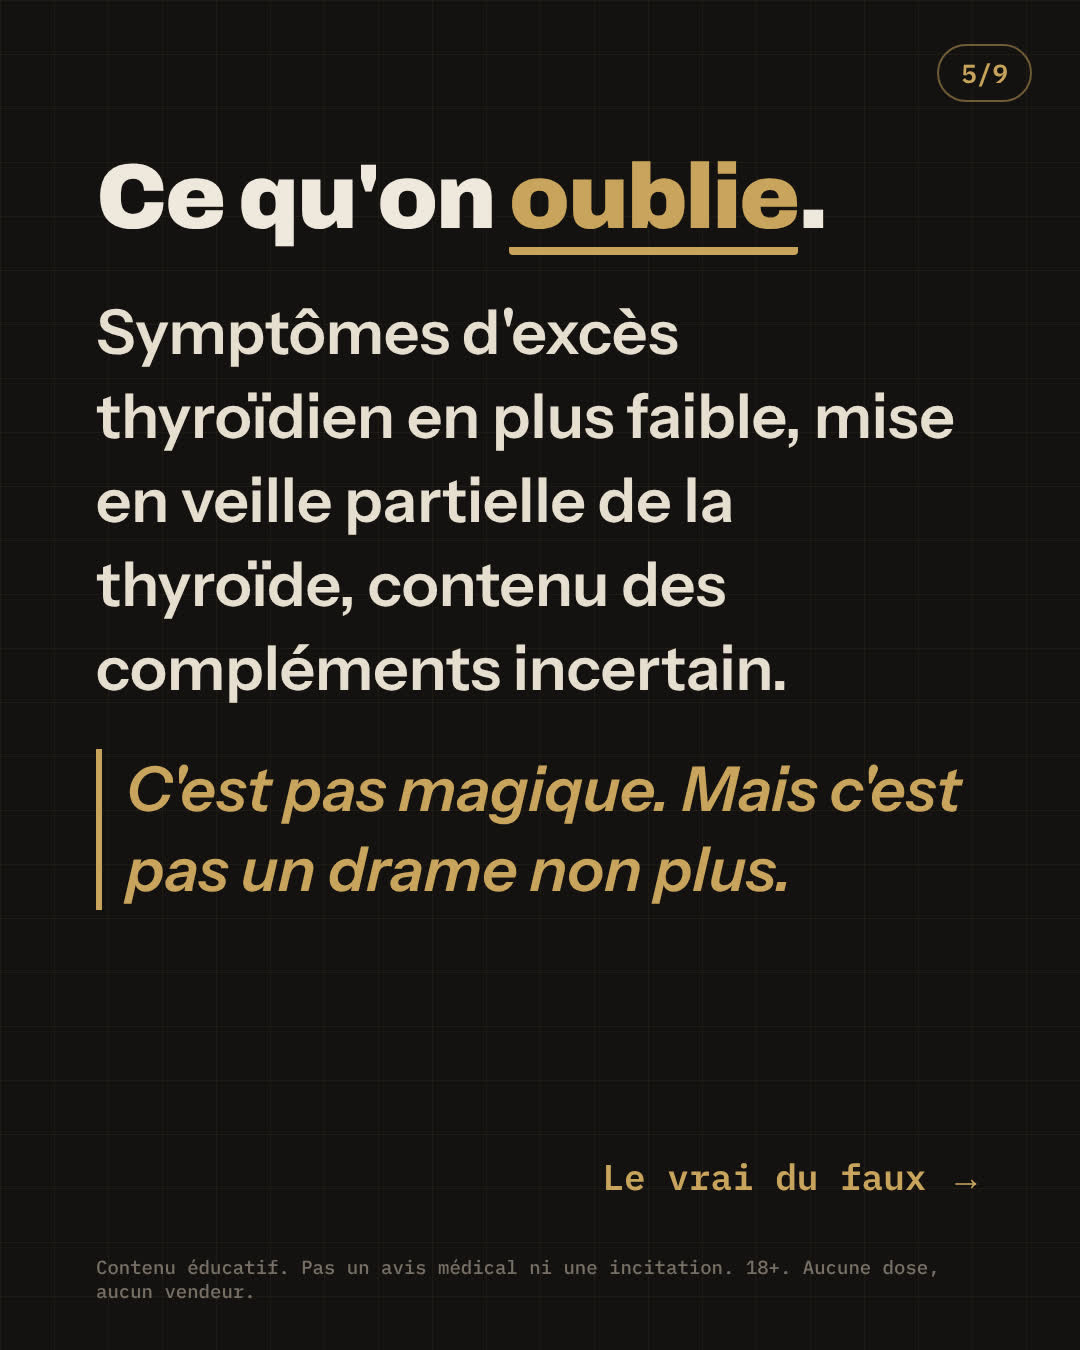 5/9
Ce qu'on oublie.
Symptômes d'excès
thyroïdien en plus faible, mise
en veille partielle de la
thyroïde, contenu des
compléments incertain.
C'est pas magique. Mais c'est
pas un drame non plus.
Le vrai du faux →
Contenu éducatif. Pas un avis médical ni une incitation. 18+. Aucune dose,
aucun vendeur.